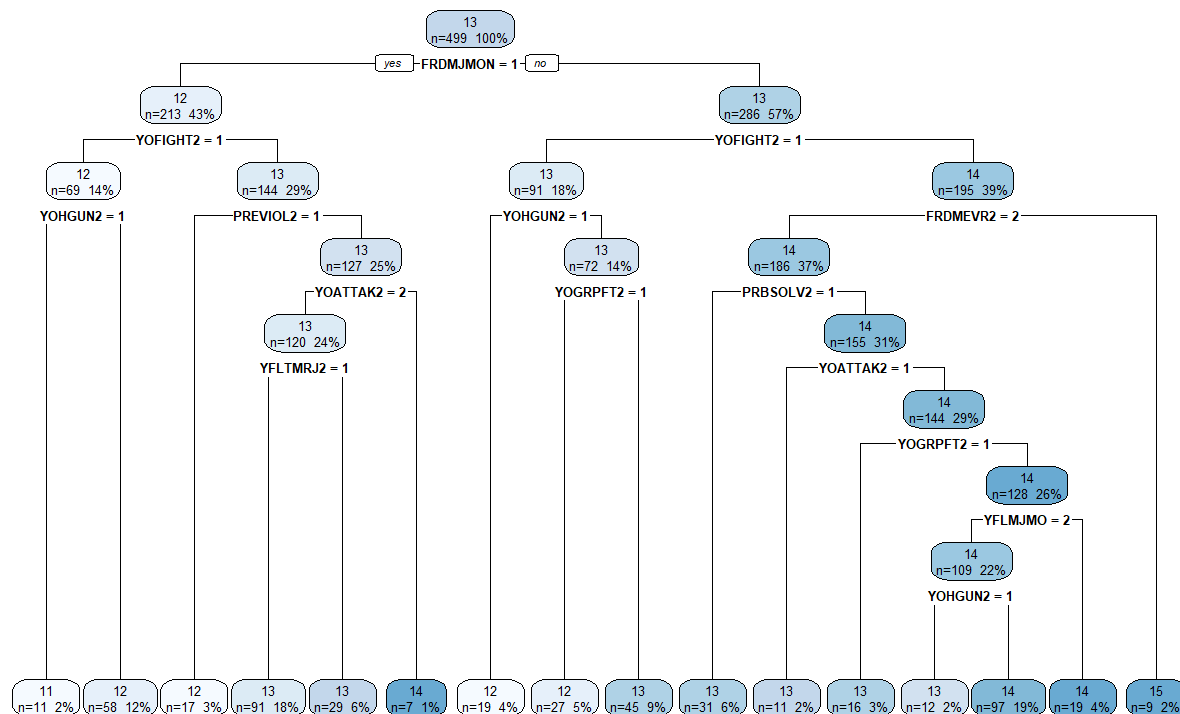 13
n=499 100%
yes FRDMJMON = 1 no
12
n=213 43%
13
n=286 57%
YOFIGHT2 = 1
YOFIGHT2 = 1
12
n=69 14%
13
n=144 29%
13
n=91 18%
14
n=195 39%
YOHGUN2 = 1
PREVIOL2 = 1
YOHGUN2 = 1
FRDMEVR2 = 2
13
n=127 25%
13
n=72 14%
14
n=186 37%
YOATTAK2 = 2
YOGRPFT2 = 1
PRBSOLV2 = 1
13
n=120 24%
14
n=155 31%
YFLTMRJ2 = 1
YOATTAK2 = 1
14
n=144 29%
YOGRPFT2 = 1
14
n=128 26%
YFLMJMO = 2
14
n=109 22%
YOHGUN2 = 1
11
n=11 2%
12
n=58 12%
12
n=17 3%
13
n=91 18%
13
n=29 6%
14
n=7 1%
12
n=19 4%
12
n=27 5%
13
n=45 9%
13
n=31 6%
13
n=11 2%
13
n=16 3%
13
n=12 2%
14
n=97 19%
14
n=19 4%
15
n=9 2%